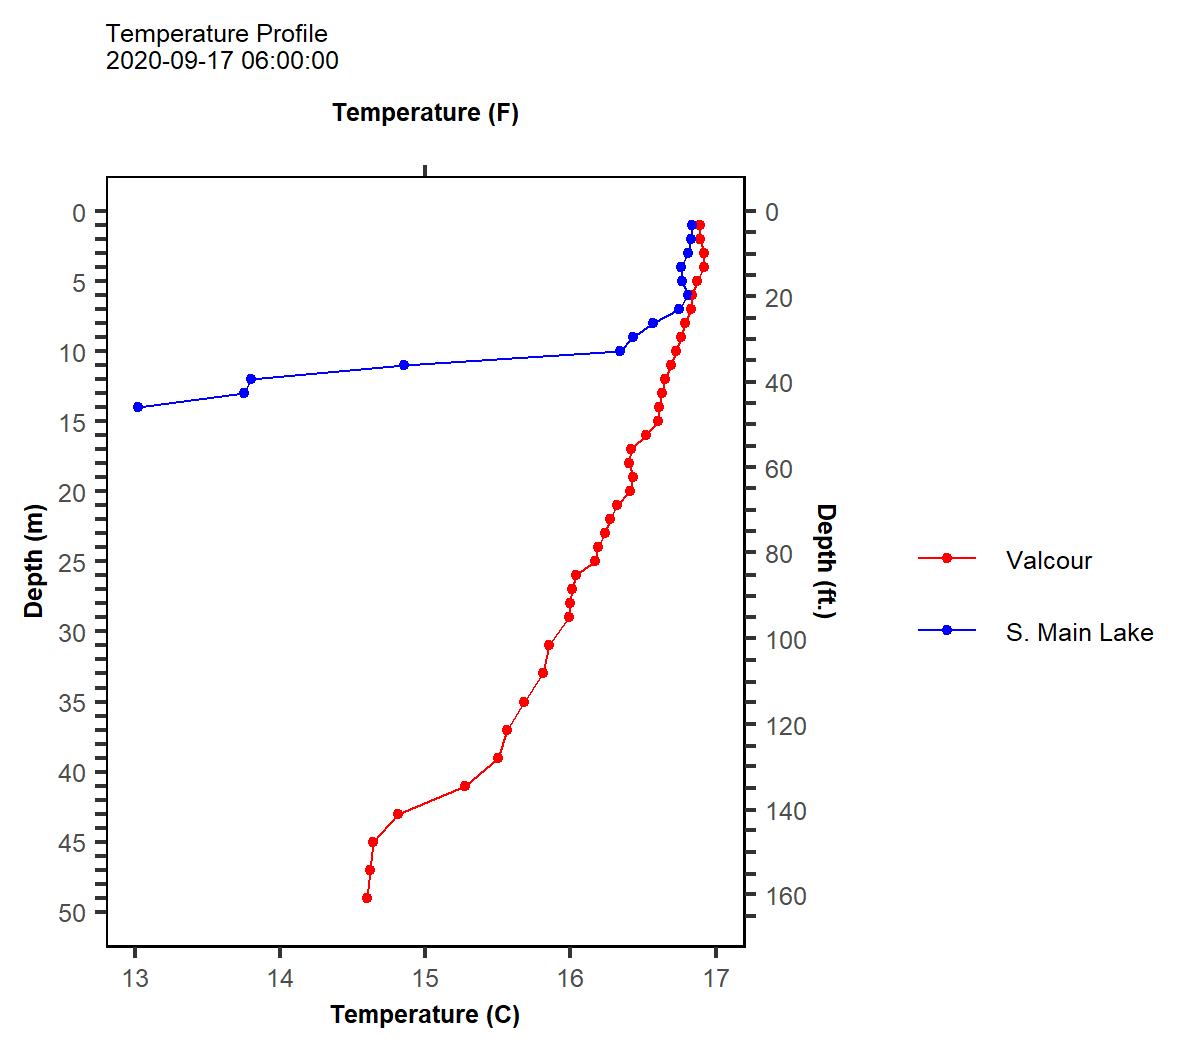 Temperature Profile
2020-09-17 06:00:00
Temperature (F)
0
5
10
15
20
25
30
35
40
45
50
Depth (m)
0
20
40
60
80
100
120
140
160
Depth (ft.)
13 14 15 16 17
Temperature (C)
Valcour
S. Main Lake